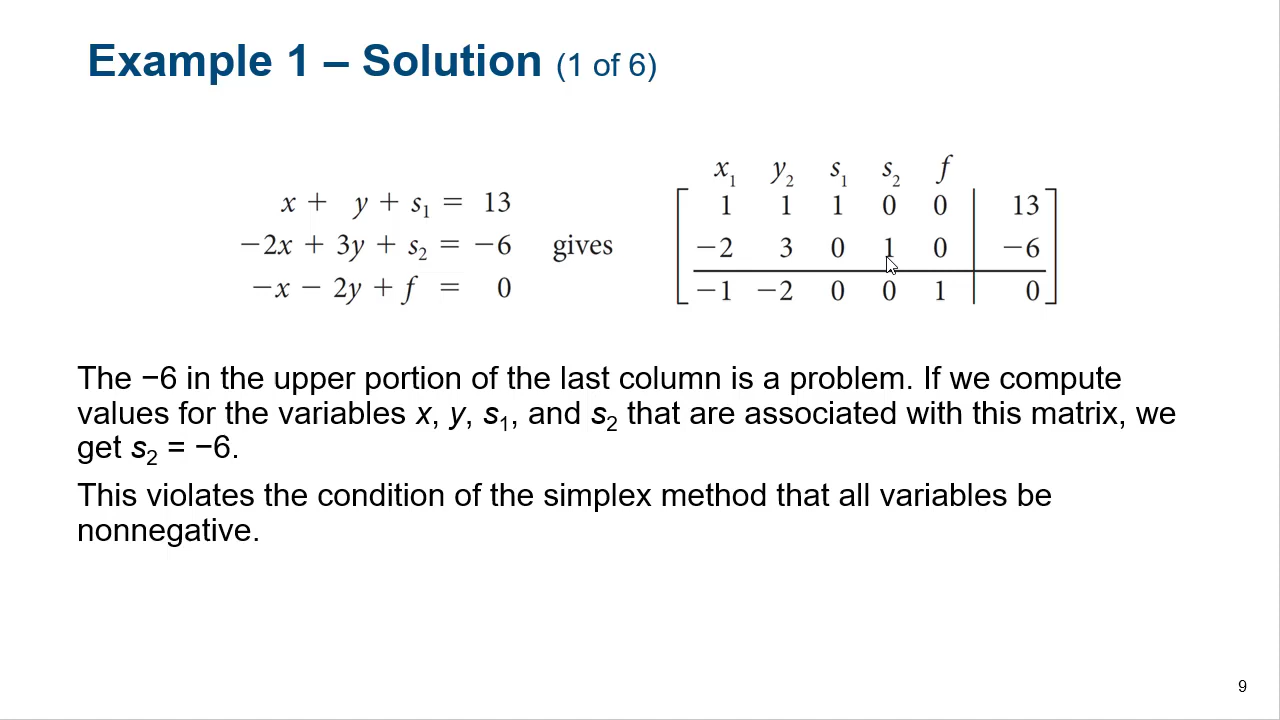 Example 1 – Solution (1 of 6)
x + y + s₁ = 13
−2x + 3y + s₂ = −6 gives
−x − 2y + f = 0
x₁ y₂ s₁ s₂ f
1 1 1 0 0 13
−2 3 0 1 0 −6
−1 −2 0 0 1 0
The −6 in the upper portion of the last column is a problem. If we compute
values for the variables x, y, s₁, and s₂ that are associated with this matrix, we
get s₂ = −6.
This violates the condition of the simplex method that all variables be
nonnegative.
9